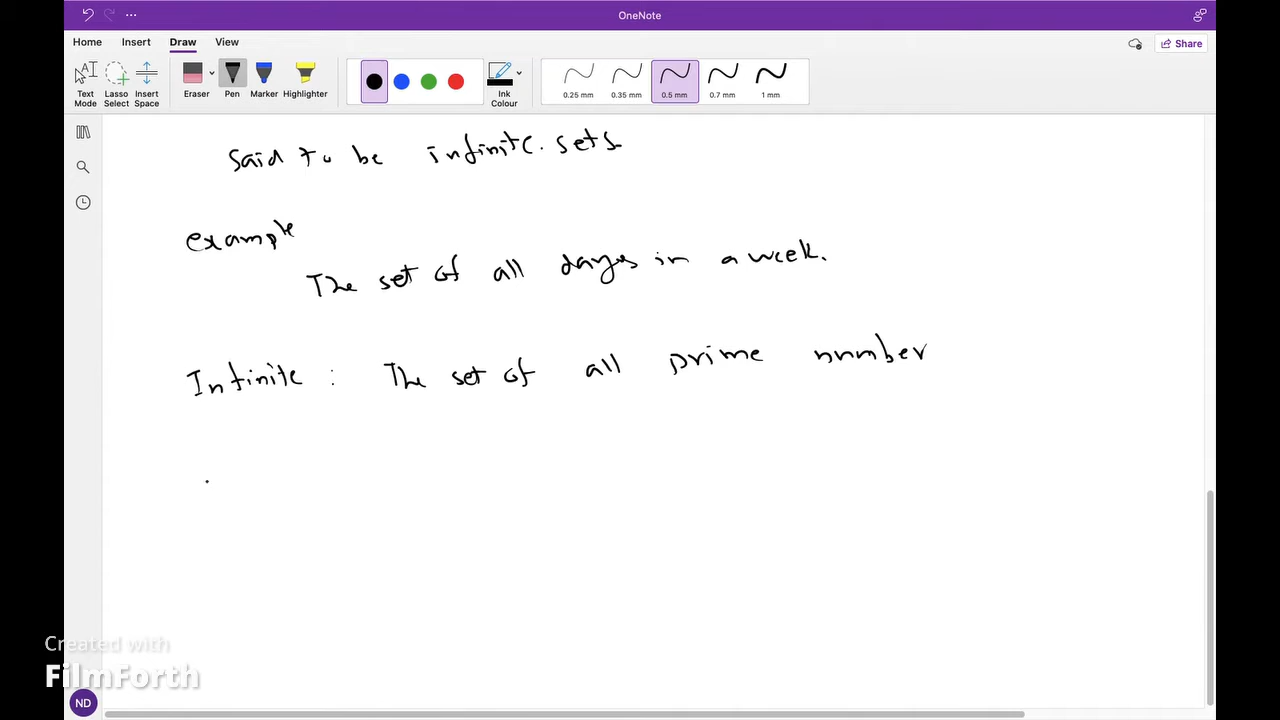 OneNote
Home Insert Draw View
Share
Text Mode Lasso Select Insert Space Eraser Pen Marker Highlighter Ink Colour 0.25 mm 0.35 mm 0.5 mm 0.7 mm 1 mm
said to be infinite. sets
example
The set of all days in a week.
Infinite : The set of all prime number
Created with
FilmForth
ND